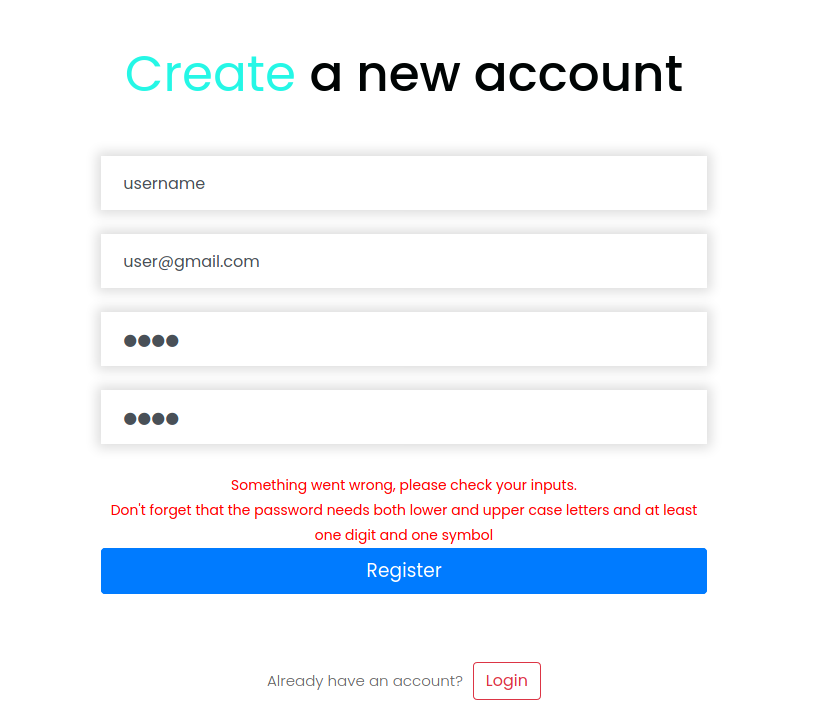 Create a new account
username
user@gmail.com
●●●●
●●●●
Something went wrong, please check your inputs.
Don't forget that the password needs both lower and upper case letters and at least
one digit and one symbol
Register
Already have an account? Login